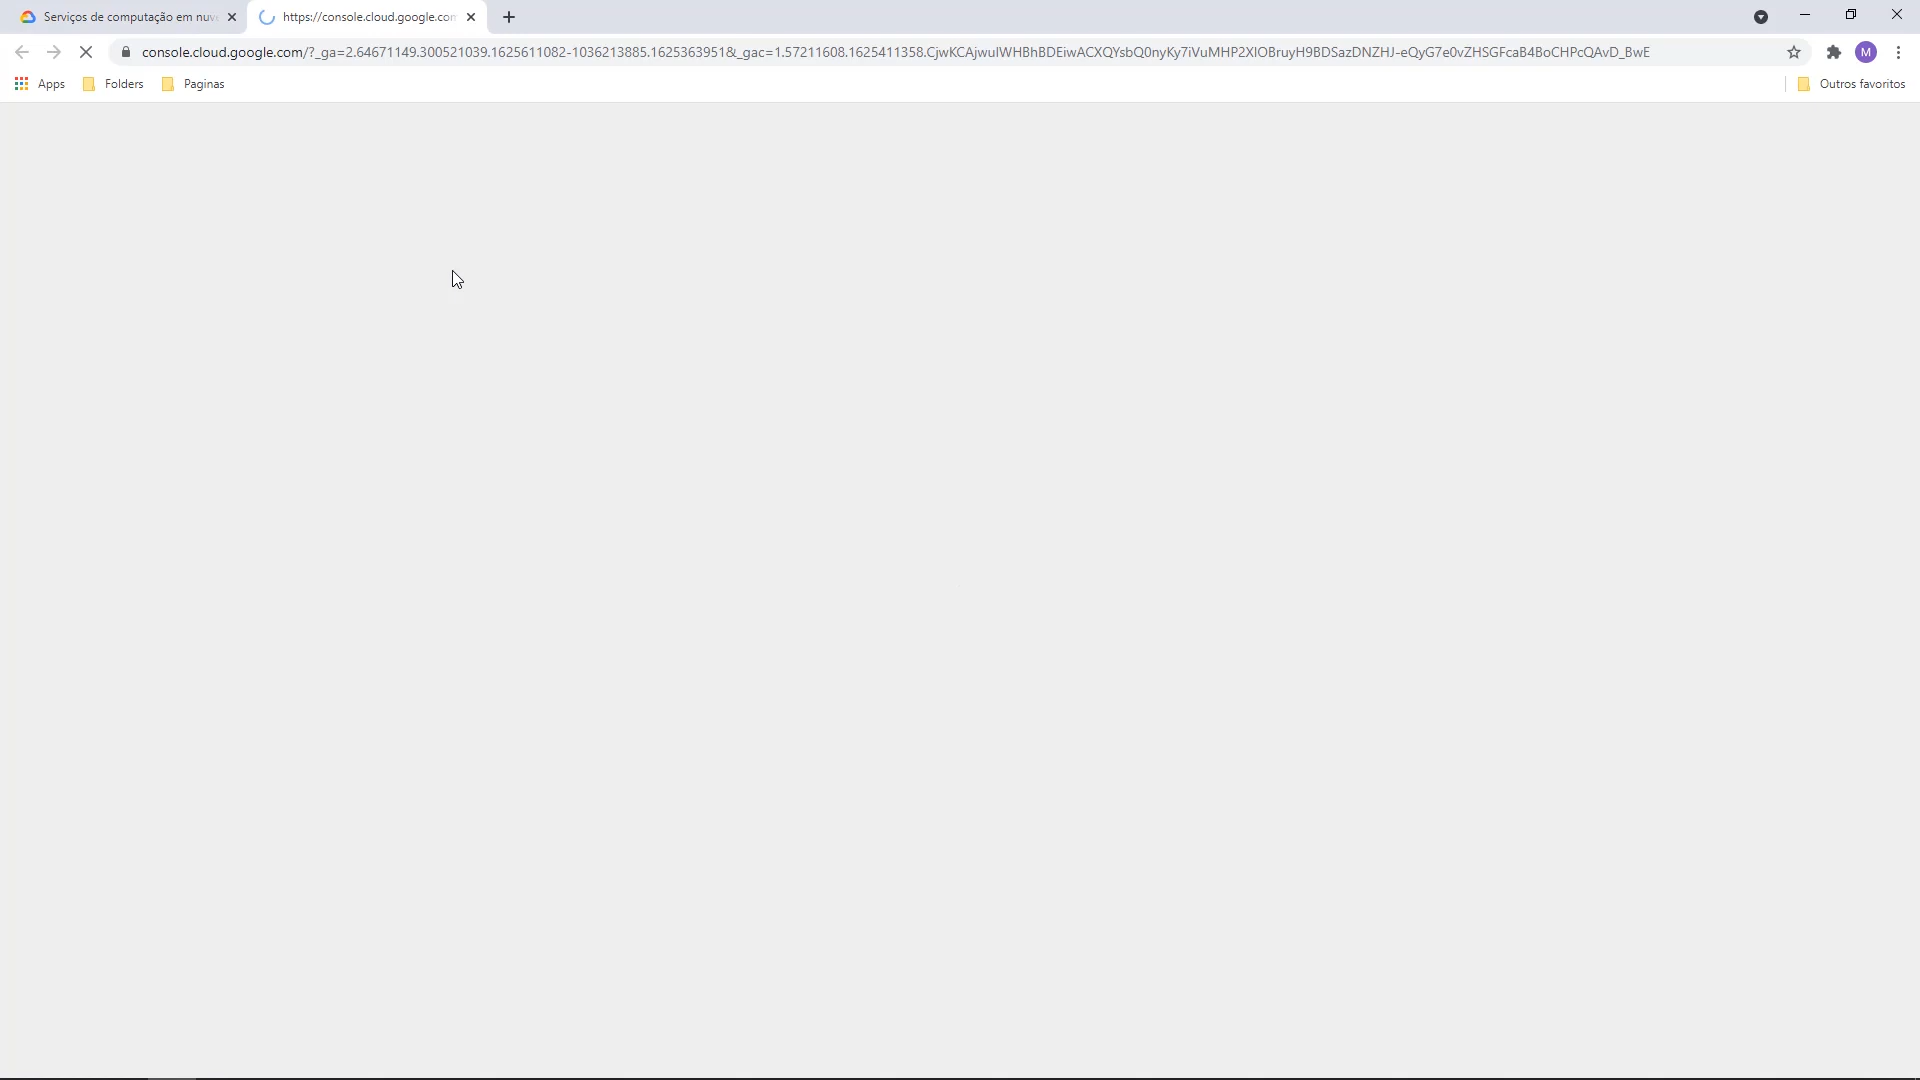 Serviços de computação em nuv
https://console.cloud.google.com
console.cloud.google.com/?_ga=2.64671149.300521039.1625611082-1036213885.1625363951&_gac=1.57211608.1625411358.CjwKCAjwuIWHBhBDEiwACXQYsbQ0nyKy7iVuMHP2XIOBruyH9BDSazDNZHJ-eQyG7e0vZHSGFcaB4BoCHPcQAvD_BwE
M
Apps
Folders
Paginas
Outros favoritos